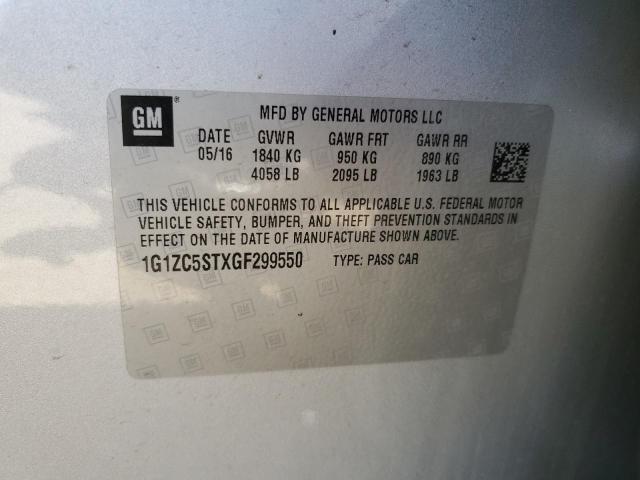 GM ® MFD BY GENERAL MOTORS LLC
DATE GVWR GAWR FRT GAWR RR
05/16 1840 KG 950 KG 890 KG
4058 LB 2095 LB 1963 LB
THIS VEHICLE CONFORMS TO ALL APPLICABLE U.S. FEDERAL MOTOR
VEHICLE SAFETY, BUMPER, AND THEFT PREVENTION STANDARDS IN
EFFECT ON THE DATE OF MANUFACTURE SHOWN ABOVE.
1G1ZC5STXGF299550 TYPE: PASS CAR